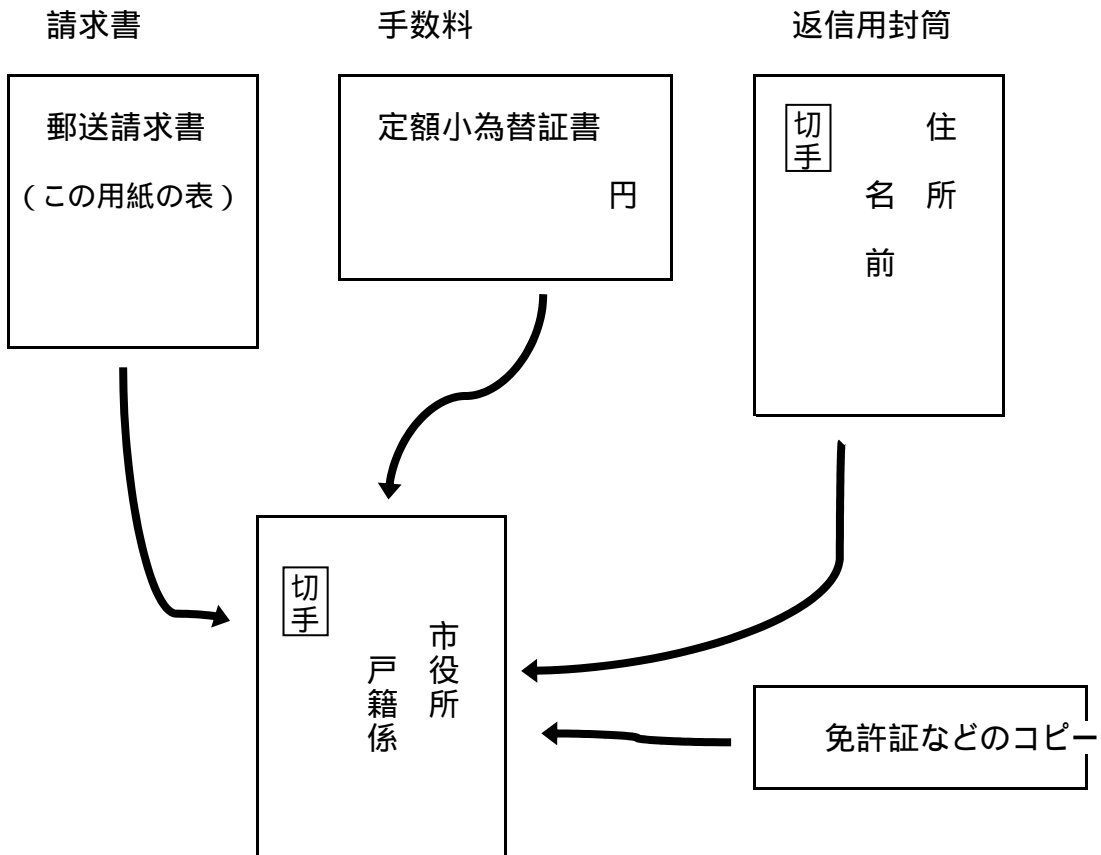 請求書
手数料
返信用封筒
郵送請求書
(この用紙の表)
定額小為替証書
円
切手
住所
名前
切手
市役所
戸籍係
免許証などのコピー